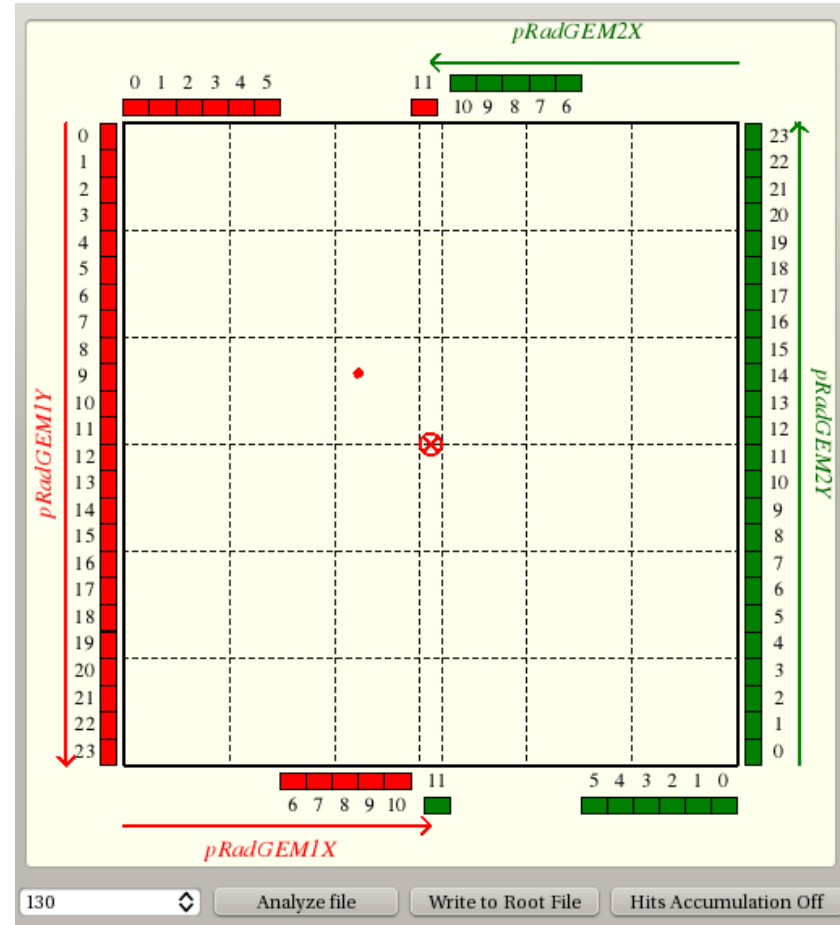 pRadGEM2X
0 1 2 3 4 5 11
10 9 8 7 6
0 23
1 22
2 21
3 20
4 19
5 18
6 17
7 16
8 15
9 14
10 13
11 12
12 11
13 10
14 9
15 8
16 7
17 6
18 5
19 4
20 3
21 2
22 1
23 0
pRadGEM1Y
pRadGEM2Y
11 5 4 3 2 1 0
6 7 8 9 10
pRadGEM1X
130 Analyze file Write to Root File Hits Accumulation Off